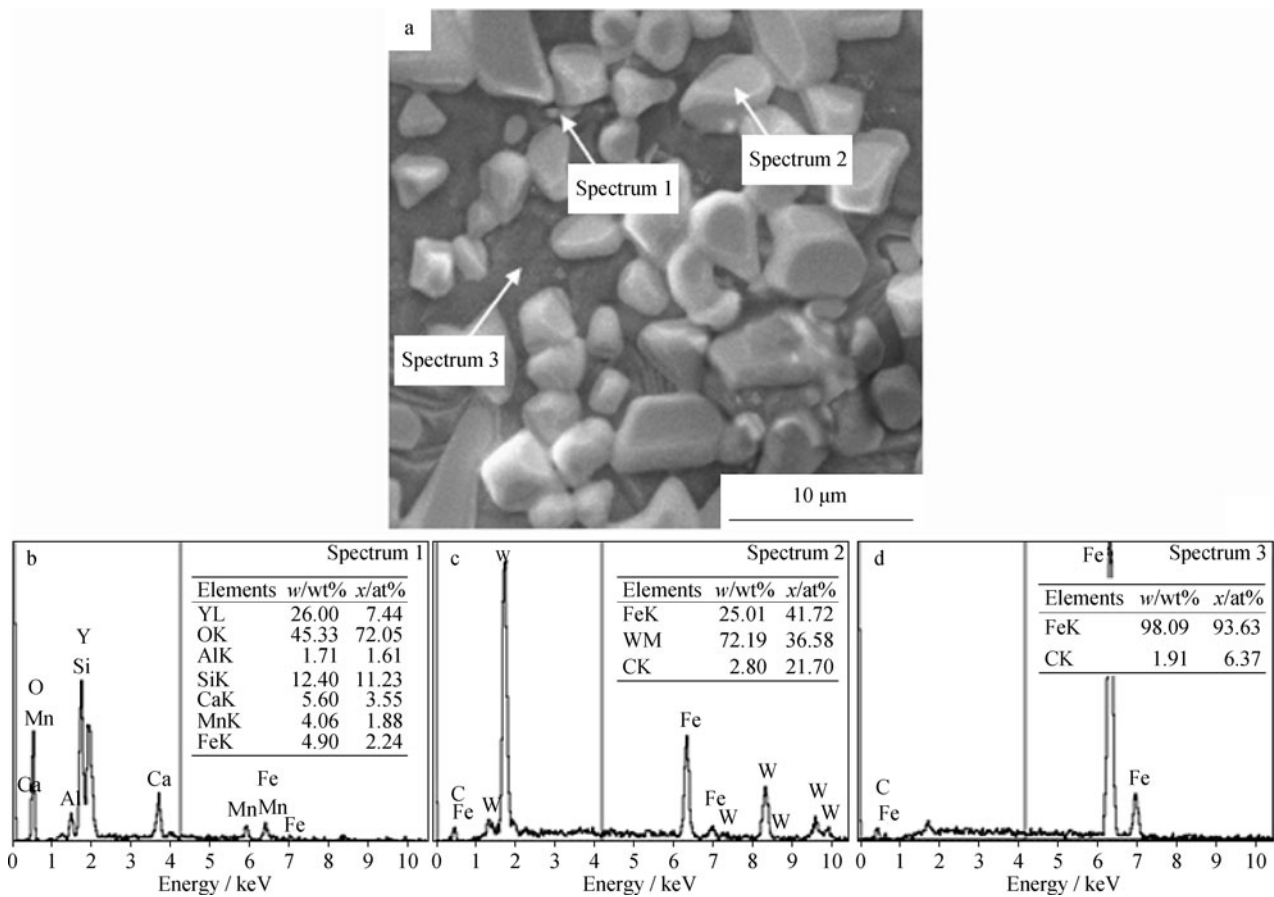 a
Spectrum 1
Spectrum 2
Spectrum 3
10 μm
b
Spectrum 1
Elements w/wt% x/at%
YL 26.00 7.44
OK 45.33 72.05
AlK 1.71 1.61
SiK 12.40 11.23
CaK 5.60 3.55
MnK 4.06 1.88
FeK 4.90 2.24
Y
Si
O
Mn
Ca
Al
Ca
Fe
Mn Mn
Fe
0 1 2 3 4 5 6 7 8 9 10
Energy / keV
c
W
Spectrum 2
Elements w/wt% x/at%
FeK 25.01 41.72
WM 72.19 36.58
CK 2.80 21.70
C
Fe
W
Fe
Fe
W
W
W
W
W
0 1 2 3 4 5 6 7 8 9 10
Energy / keV
d
Fe
Spectrum 3
Elements w/wt% x/at%
FeK 98.09 93.63
CK 1.91 6.37
C
Fe
Fe
0 1 2 3 4 5 6 7 8 9 10
Energy / keV